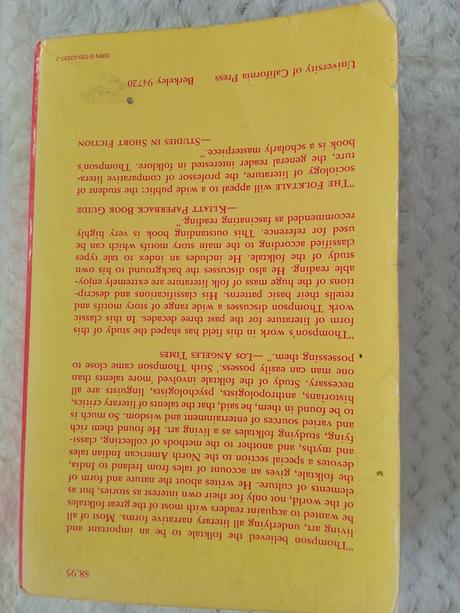 $8.95
"Thompson believed the folktale to be an important and
living art, underlying all literary narrative forms. Most of all
he wanted to acquaint readers with most of the great folktales
of the world, not only for their own interest as stories, but as
elements of culture. He writes about the nature and form of
the folktale, gives an account of tales from Ireland to India,
devotes a special section to the North American Indian tales
and myths, and another to the methods of collecting, classi-
fying, studying folktales as a living art. He found them rich
and varied sources of entertainment and wisdom. So much is
to be found in them, he said, that the talents of literary critics,
historians, anthropologists, psychologists, linguists are all
necessary. Study of the folktale involved 'more talents than
one man can easily possess.' Stith Thompson came close to
possessing them." —Los Angeles Times
"Thompson's work in this field has shaped the study of this
form of literature for the past three decades. In this classic
work Thompson discusses a wide range of story motifs and
retells their basic patterns. His classifications and descrip-
tions of the huge mass of folk literature are extremely enjoy-
able reading. He also discusses the background to his own
study of the folktale. He includes an index to tale types
classified according to the main story motifs which can be
used for reference. This outstanding book is very highly
recommended as fascinating reading."
—Kliatt Paperback Book Guide
"The Folktale will appeal to a wide public: the student of
sociology of literature, the professor of comparative litera-
ture, the general reader interested in folklore. Thompson's
book is a scholarly masterpiece."
—Studies in Short Fiction
University of California Press Berkeley 94720
ISBN 0-520-03537-2